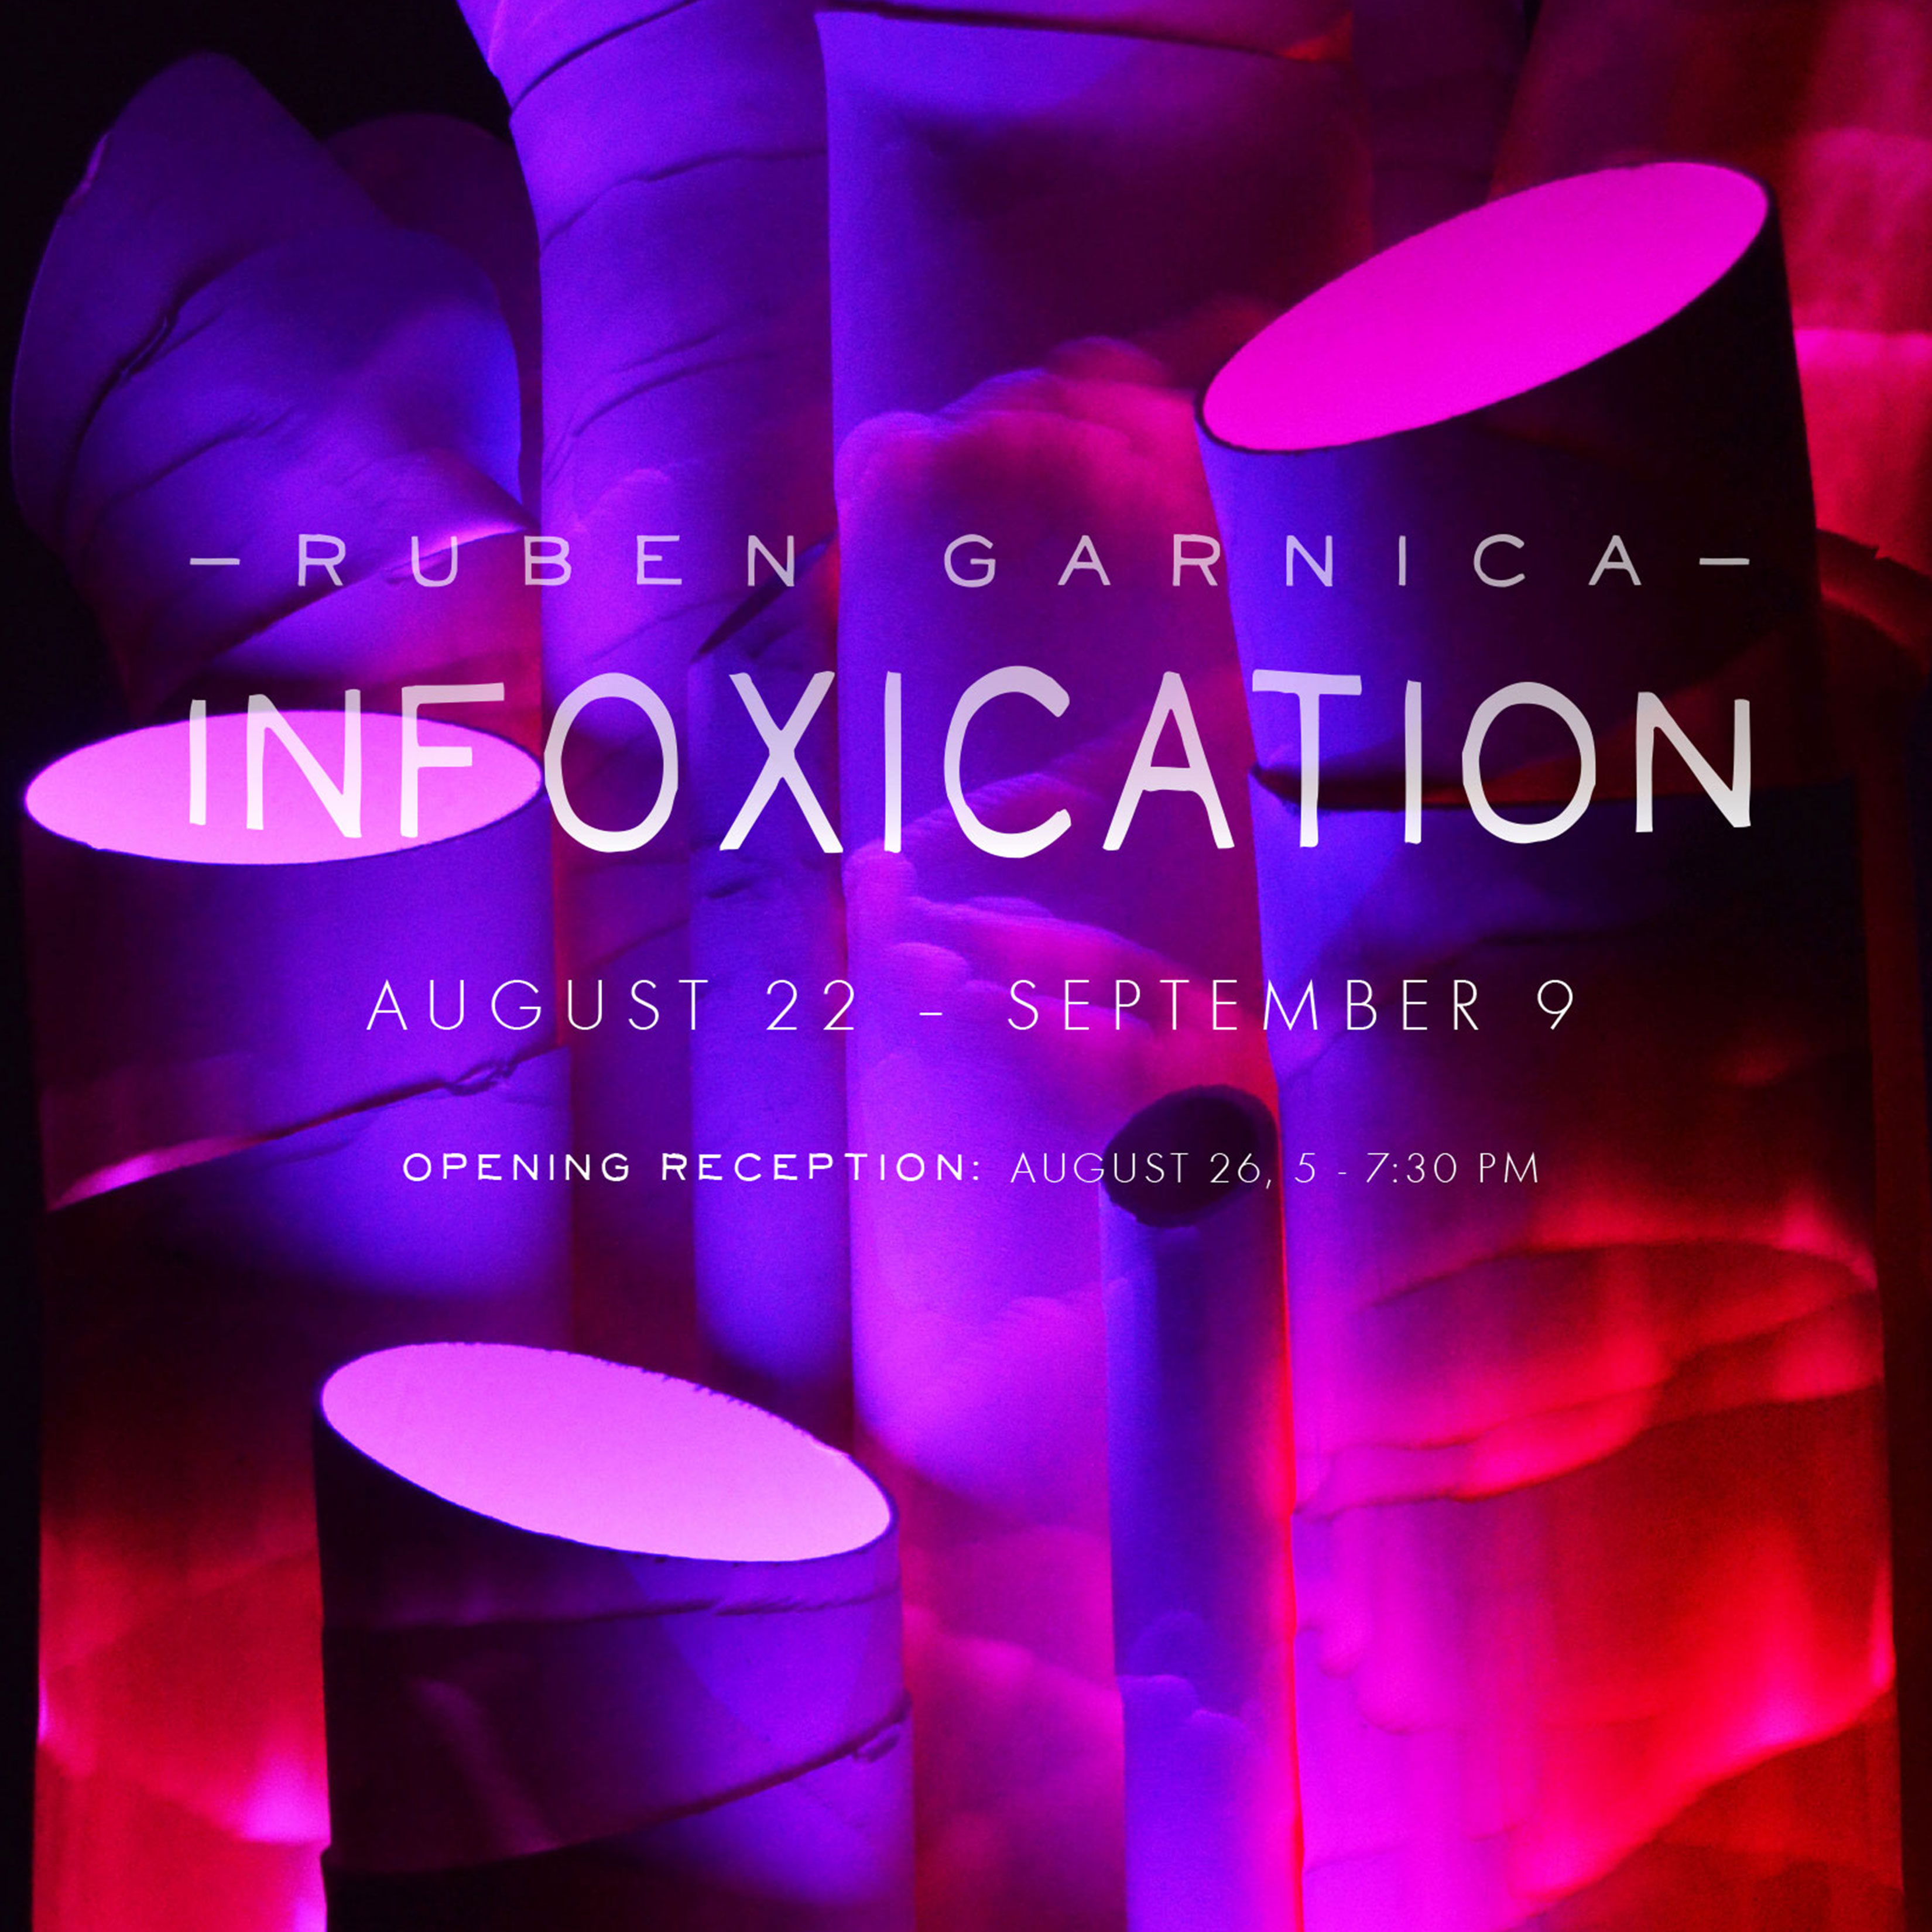 —RUBEN GARNICA—
INFOXICATION
AUGUST 22 – SEPTEMBER 9
OPENING RECEPTION: AUGUST 26, 5 - 7:30 PM